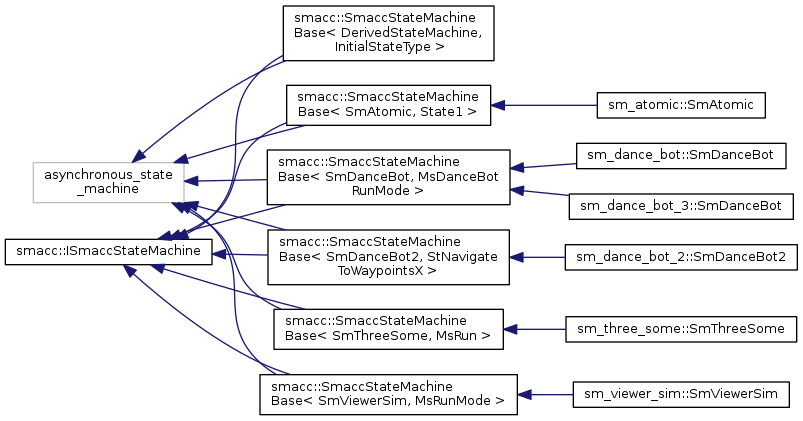 smacc::SmaccStateMachine
Base< DerivedStateMachine,
InitialStateType >
smacc::SmaccStateMachine
Base< SmAtomic, State1 >
sm_atomic::SmAtomic
asynchronous_state
_machine
smacc::SmaccStateMachine
Base< SmDanceBot, MsDanceBot
RunMode >
sm_dance_bot::SmDanceBot
sm_dance_bot_3::SmDanceBot
smacc::ISmaccStateMachine
smacc::SmaccStateMachine
Base< SmDanceBot2, StNavigate
ToWaypointsX >
sm_dance_bot_2::SmDanceBot2
smacc::SmaccStateMachine
Base< SmThreeSome, MsRun >
sm_three_some::SmThreeSome
smacc::SmaccStateMachine
Base< SmViewerSim, MsRunMode >
sm_viewer_sim::SmViewerSim